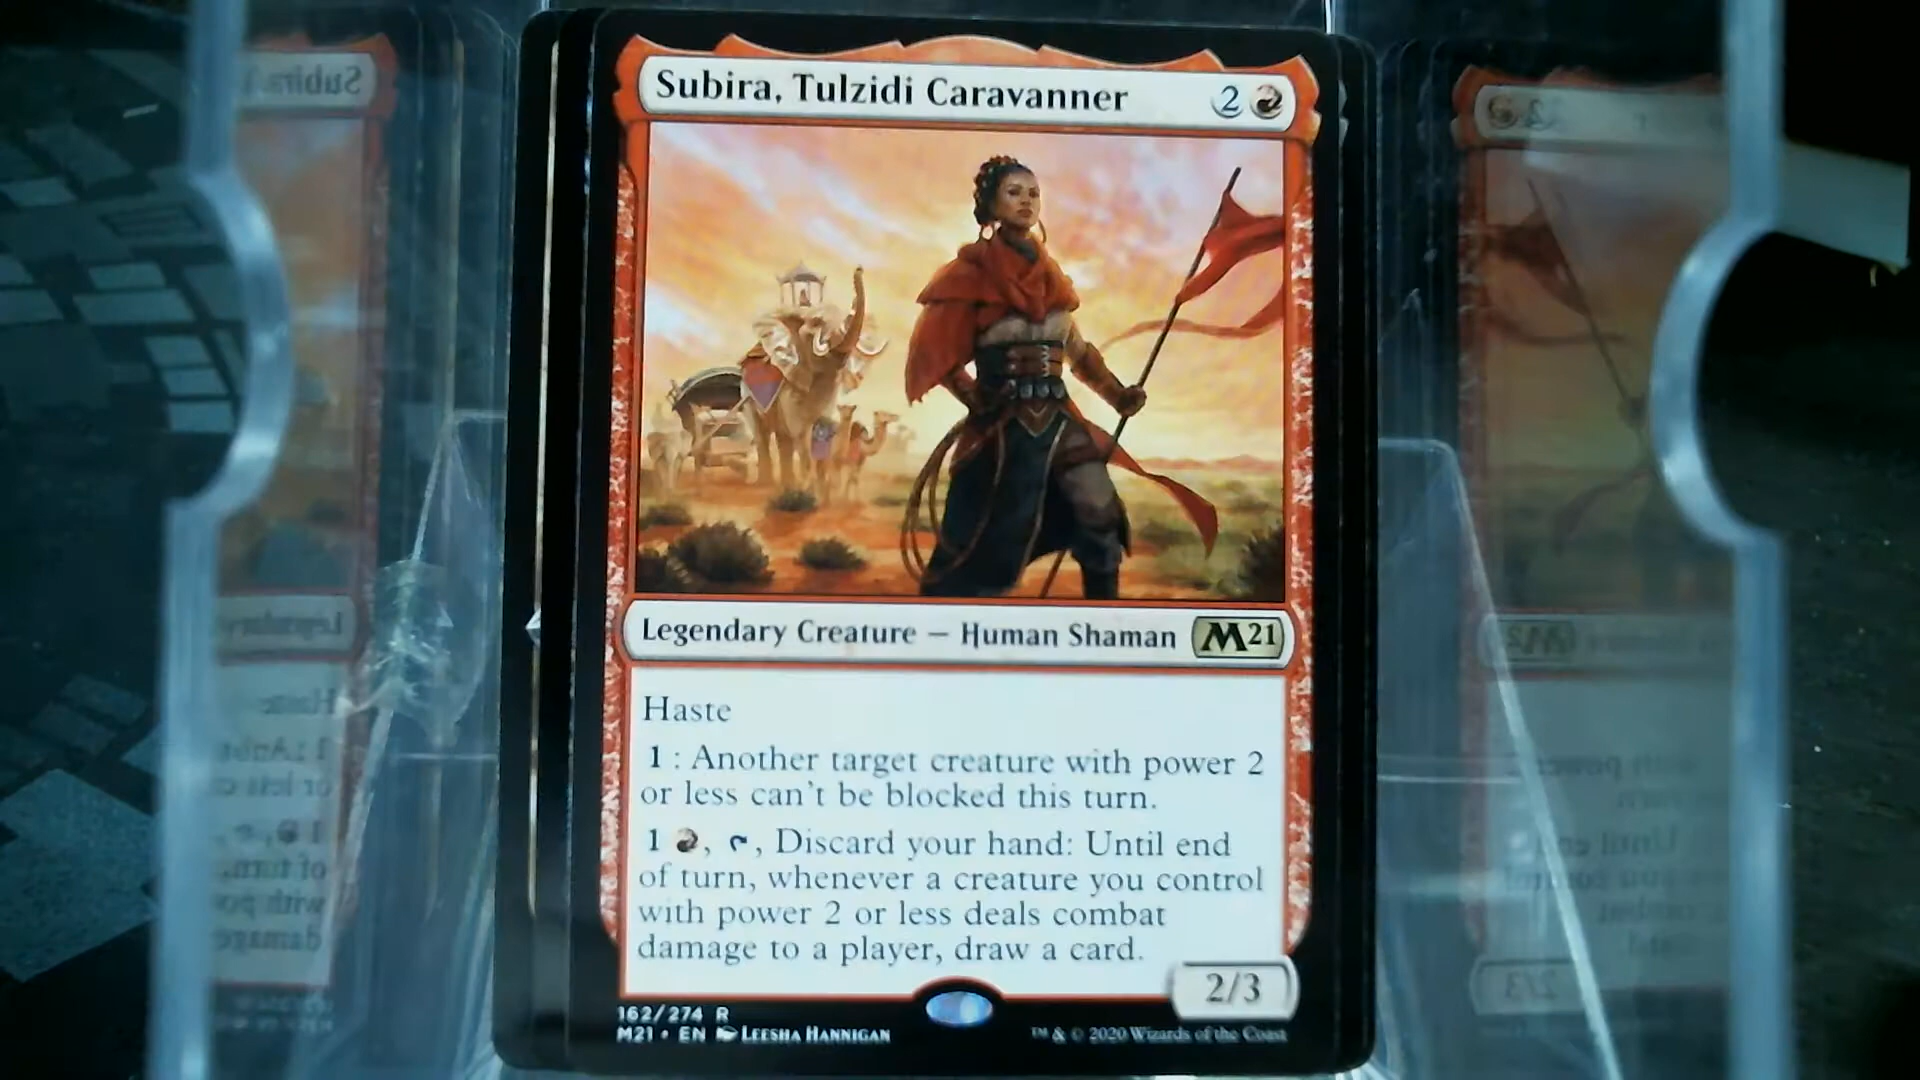 Subira, Tulzidi Caravanner 2
Legendary Creature — Human Shaman M21
Haste
1 : Another target creature with power 2
or less can't be blocked this turn.
1 , , Discard your hand: Until end
of turn, whenever a creature you control
with power 2 or less deals combat
damage to a player, draw a card.
2/3
162/274 R
M21 • EN Leesha Hannigan
™ & © 2020 Wizards of the Coast